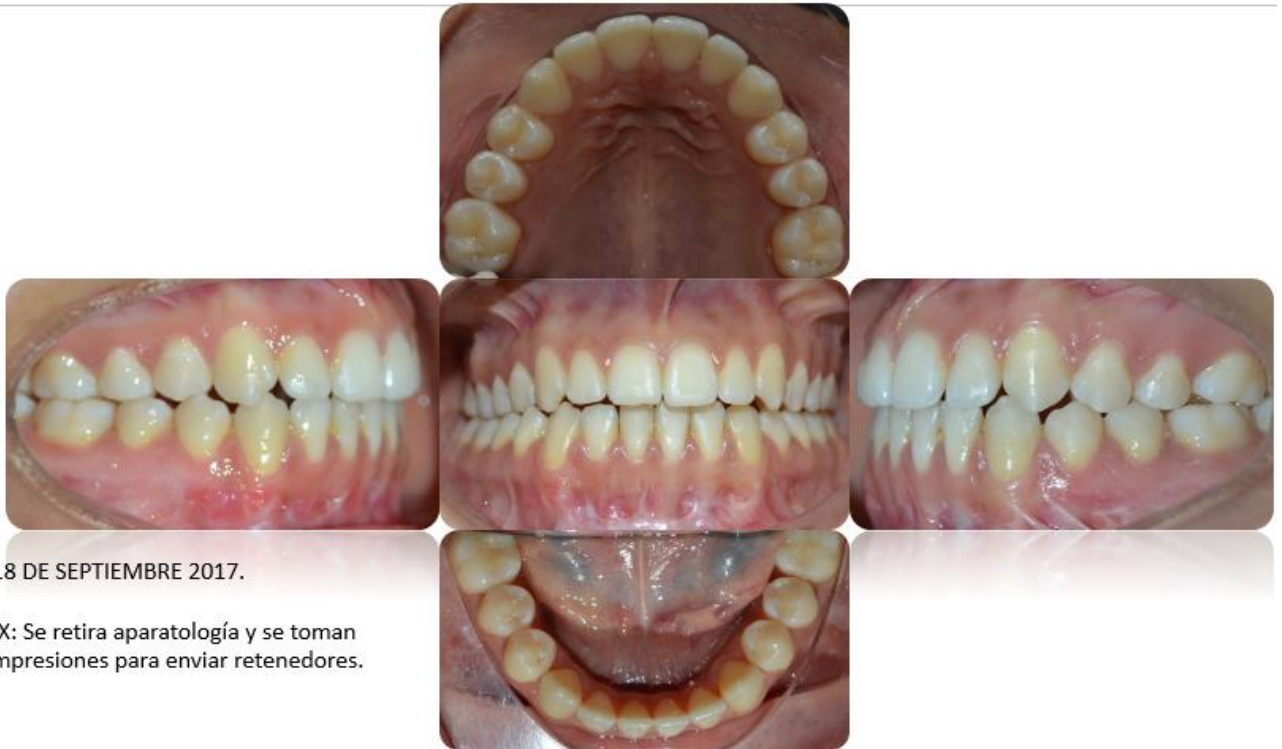 18 DE SEPTIEMBRE 2017.
X: Se retira aparatología y se toman
mpresiones para enviar retenedores.